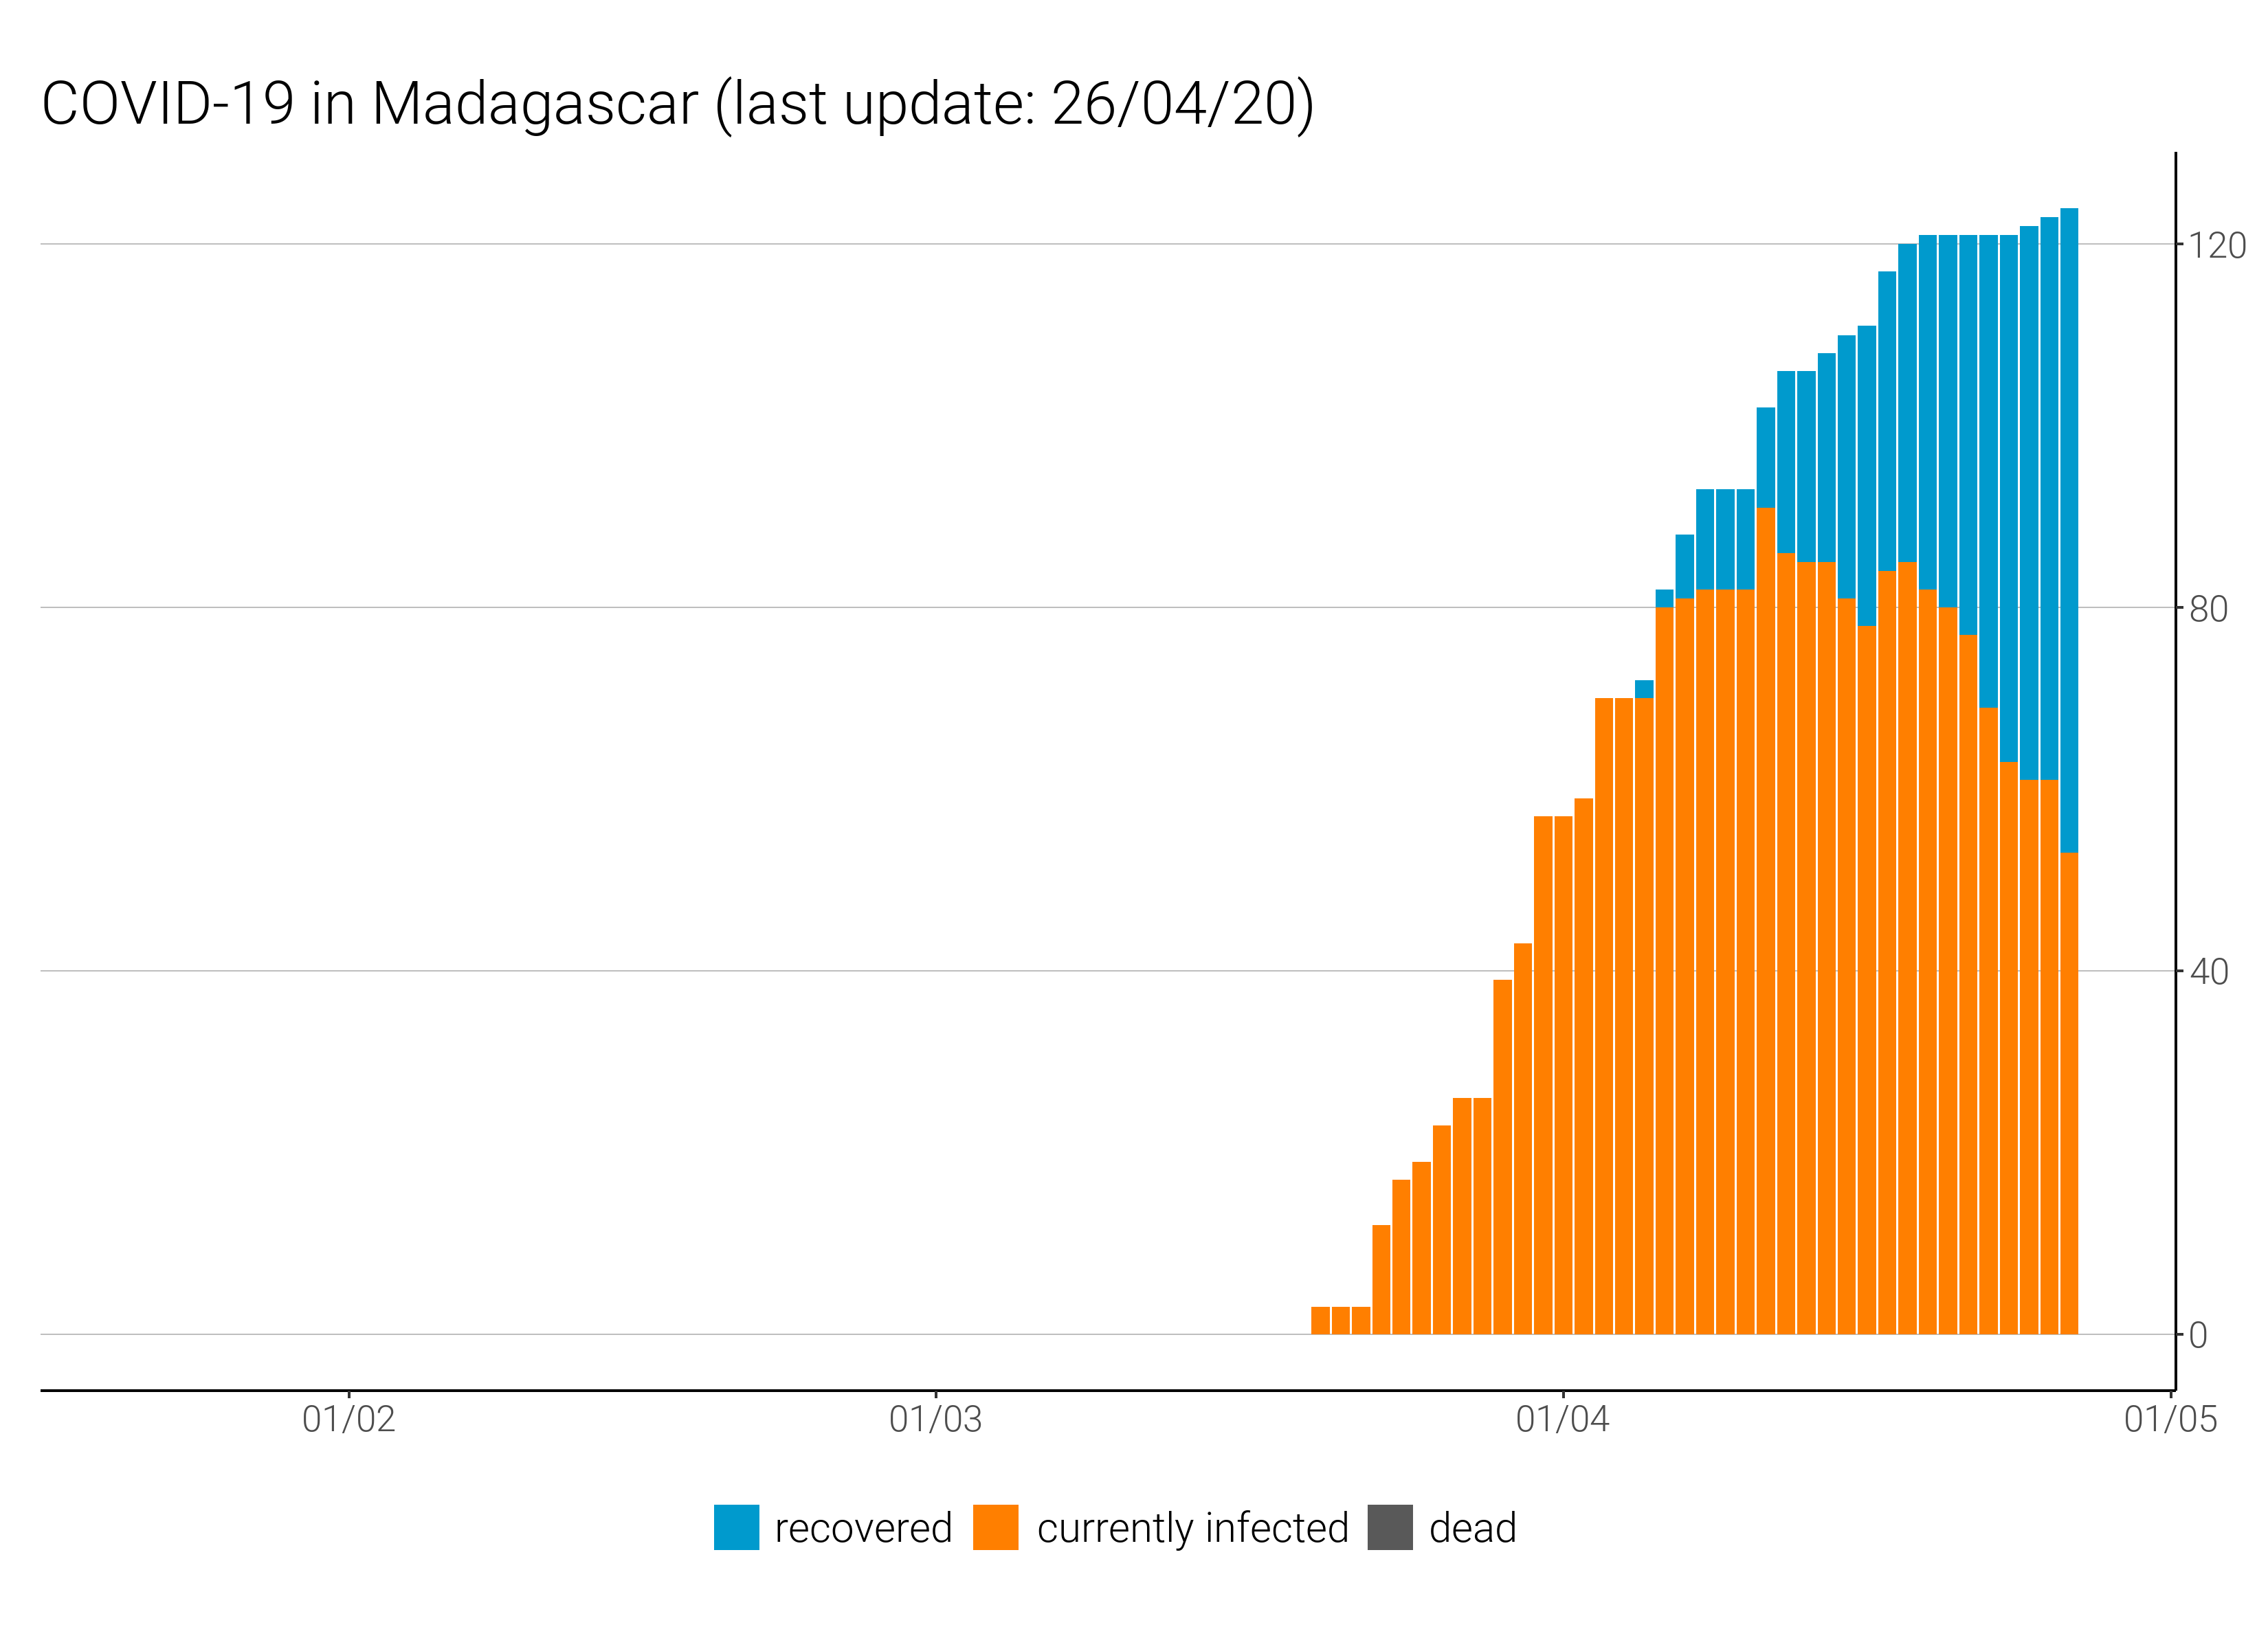 COVID-19 in Madagascar (last update: 26/04/20)
120
80
40
0
01/02 01/03 01/04 01/05
recovered currently infected dead